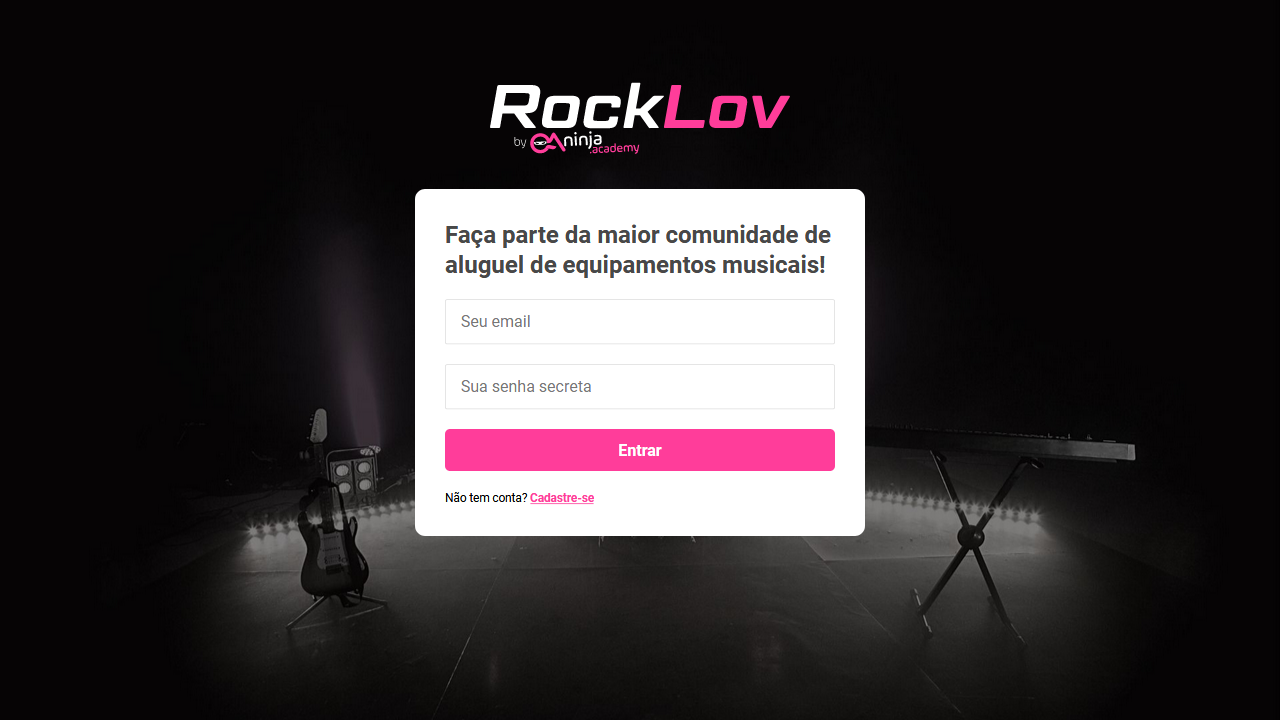 RockLov
by QAninja
.academy
Faça parte da maior comunidade de
aluguel de equipamentos musicais!
Seu email
Sua senha secreta
Entrar
Não tem conta? Cadastre-se